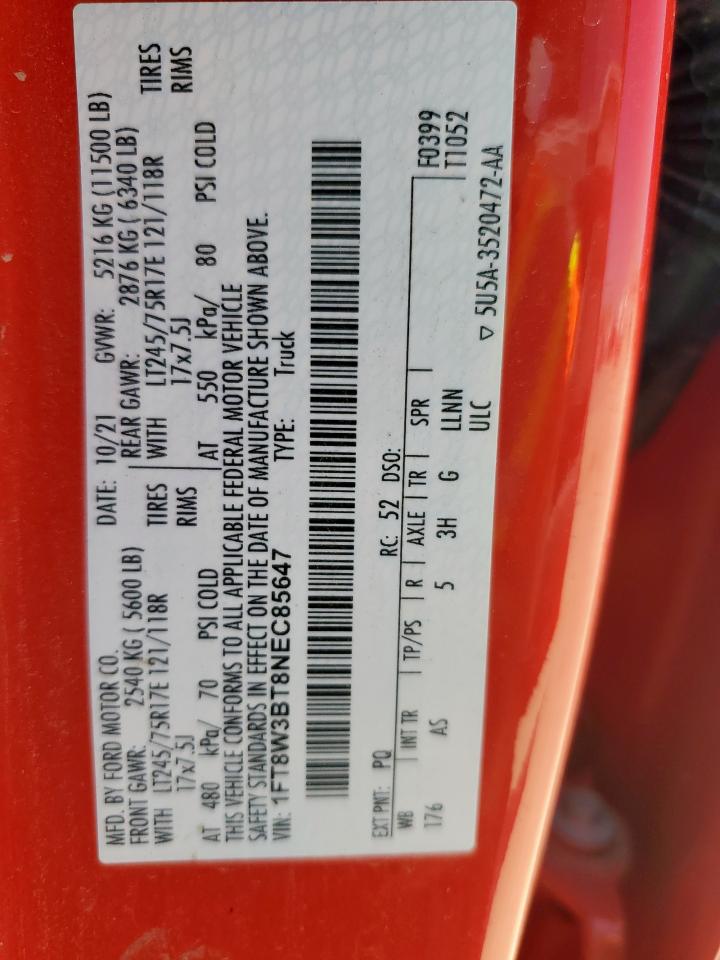 MFD. BY FORD MOTOR CO. DATE: 10/21 GVWR: 5216 KG (11500 LB)
FRONT GAWR: 2540 KG ( 5600 LB) REAR GAWR: 2876 KG ( 6340 LB)
WITH LT245/75R17E 121/118R TIRES WITH LT245/75R17E 121/118R TIRES
17x7.5J RIMS 17x7.5J RIMS
AT 480 kPa/ 70 PSI COLD AT 550 kPa/ 80 PSI COLD
THIS VEHICLE CONFORMS TO ALL APPLICABLE FEDERAL MOTOR VEHICLE
SAFETY STANDARDS IN EFFECT ON THE DATE OF MANUFACTURE SHOWN ABOVE.
VIN: 1FT8W3BT8NEC85647 TYPE: Truck
EXT PNT: PQ RC: 52 DSO:
WB INT TR TP/PS R AXLE TR SPR F0399
176 AS 5 3H G LLNN T1052
ULC
▽ 5U5A-3520472-AA